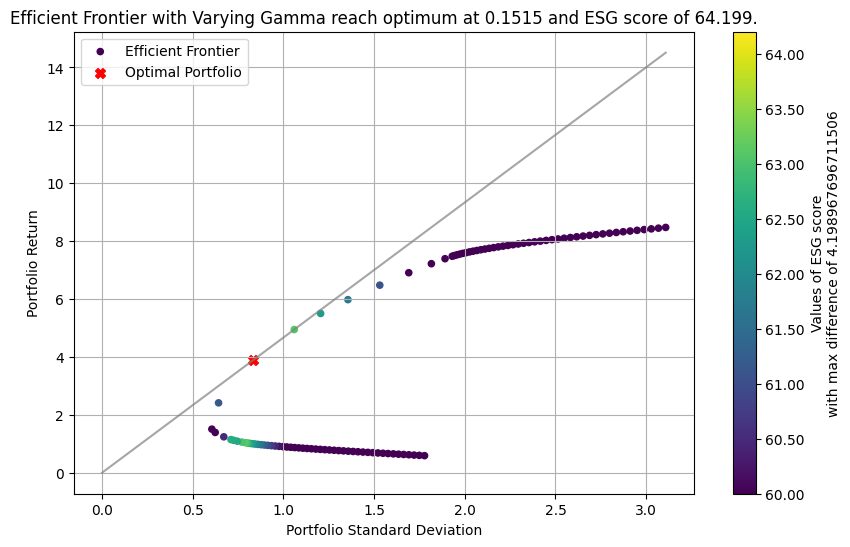 Efficient Frontier with Varying Gamma reach optimum at 0.1515 and ESG score of 64.199.
Efficient Frontier
Optimal Portfolio
Portfolio Return
14
12
10
8
6
4
2
0
0.0 0.5 1.0 1.5 2.0 2.5 3.0
Portfolio Standard Deviation
64.00
63.50
63.00
62.50
62.00
61.50
61.00
60.50
60.00
Values of ESG score
with max difference of 4.198967696711506